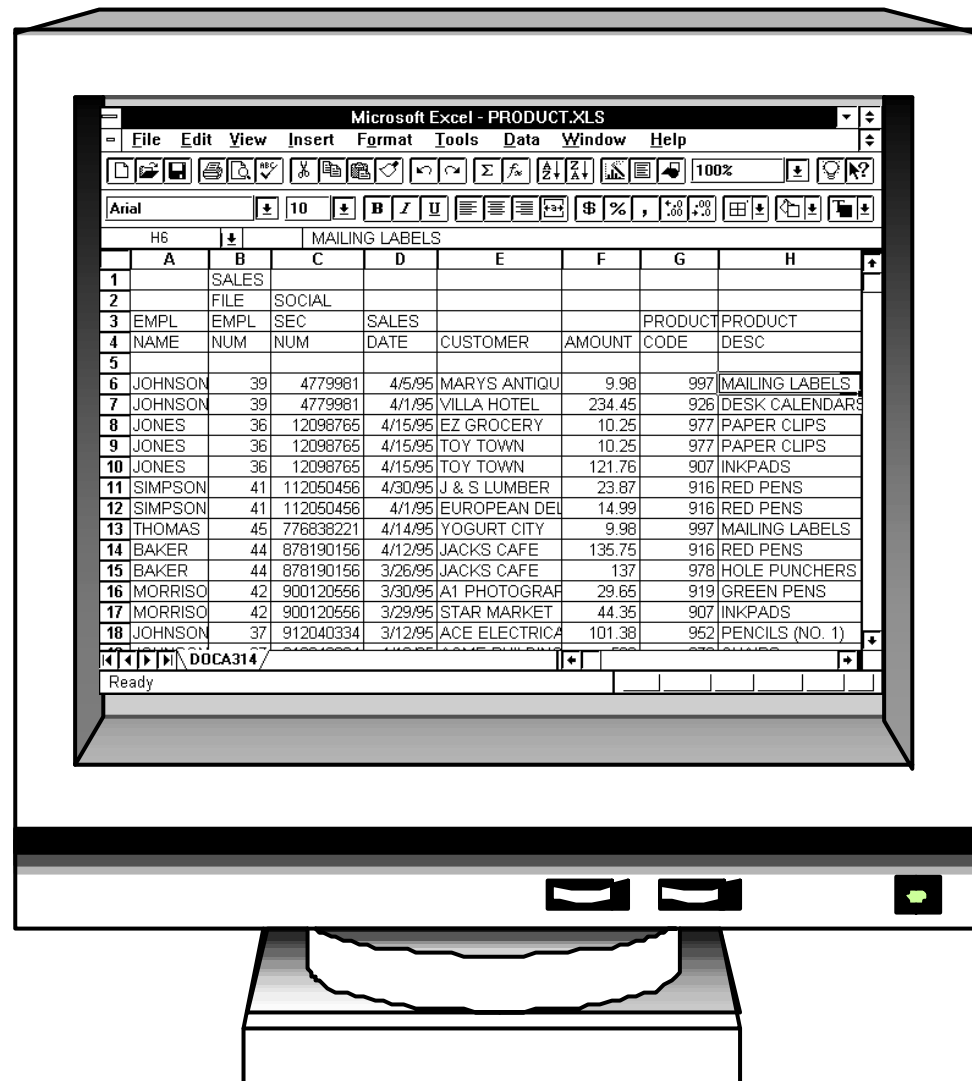 Microsoft Excel - PRODUCT.XLS
File Edit View Insert Format Tools Data Window Help
ABC Σ fx A Z Z A 100% ?
Arial 10 B I U a $ % , .0 .00 .00 .0
H6 MAILING LABELS
A B C D E F G H
1 SALES
2 FILE SOCIAL
3 EMPL EMPL SEC SALES PRODUCT PRODUCT
4 NAME NUM NUM DATE CUSTOMER AMOUNT CODE DESC
5
6 JOHNSON 39 4779981 4/5/95 MARYS ANTIQU 9.98 997 MAILING LABELS
7 JOHNSON 39 4779981 4/1/95 VILLA HOTEL 234.45 926 DESK CALENDARS
8 JONES 36 12098765 4/15/95 EZ GROCERY 10.25 977 PAPER CLIPS
9 JONES 36 12098765 4/15/95 TOY TOWN 10.25 977 PAPER CLIPS
10 JONES 36 12098765 4/15/95 TOY TOWN 121.76 907 INKPADS
11 SIMPSON 41 112050456 4/30/95 J & S LUMBER 23.87 916 RED PENS
12 SIMPSON 41 112050456 4/1/95 EUROPEAN DEL 14.99 916 RED PENS
13 THOMAS 45 776838221 4/14/95 YOGURT CITY 9.98 997 MAILING LABELS
14 BAKER 44 878190156 4/12/95 JACKS CAFE 135.75 916 RED PENS
15 BAKER 44 878190156 3/26/95 JACKS CAFE 137 978 HOLE PUNCHERS
16 MORRISO 42 900120556 3/30/95 A1 PHOTOGRAF 29.65 919 GREEN PENS
17 MORRISO 42 900120556 3/29/95 STAR MARKET 44.35 907 INKPADS
18 JOHNSON 37 912040334 3/12/95 ACE ELECTRICA 101.38 952 PENCILS (NO. 1)
DOCA314
Ready